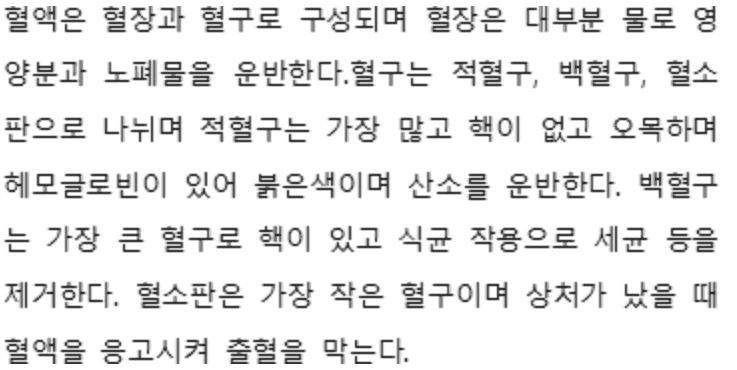 혈액은 혈장과 혈구로 구성되며 혈장은 대부분 물로 영
양분과 노폐물을 운반한다.혈구는 적혈구, 백혈구, 혈소
판으로 나뉘며 적혈구는 가장 많고 핵이 없고 오목하며
헤모글로빈이 있어 붉은색이며 산소를 운반한다. 백혈구
는 가장 큰 혈구로 핵이 있고 식균 작용으로 세균 등을
제거한다. 혈소판은 가장 작은 혈구이며 상처가 났을 때
혈액을 응고시켜 출혈을 막는다.